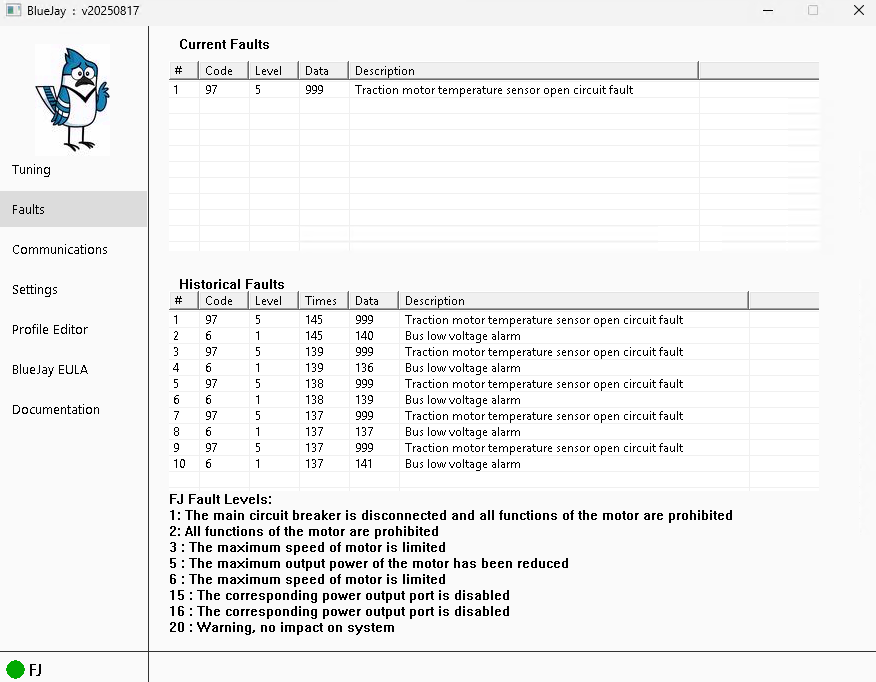 BlueJay : v20250817
Tuning
Faults
Communications
Settings
Profile Editor
BlueJay EULA
Documentation
Current Faults
# Code Level Data Description
1 97 5 999 Traction motor temperature sensor open circuit fault
Historical Faults
# Code Level Times Data Description
1 97 5 145 999 Traction motor temperature sensor open circuit fault
2 6 1 145 140 Bus low voltage alarm
3 97 5 139 999 Traction motor temperature sensor open circuit fault
4 6 1 139 136 Bus low voltage alarm
5 97 5 138 999 Traction motor temperature sensor open circuit fault
6 6 1 138 139 Bus low voltage alarm
7 97 5 137 999 Traction motor temperature sensor open circuit fault
8 6 1 137 137 Bus low voltage alarm
9 97 5 137 999 Traction motor temperature sensor open circuit fault
10 6 1 137 141 Bus low voltage alarm
FJ Fault Levels:
1: The main circuit breaker is disconnected and all functions of the motor are prohibited
2: All functions of the motor are prohibited
3 : The maximum speed of motor is limited
5 : The maximum output power of the motor has been reduced
6 : The maximum speed of motor is limited
15 : The corresponding power output port is disabled
16 : The corresponding power output port is disabled
20 : Warning, no impact on system
FJ